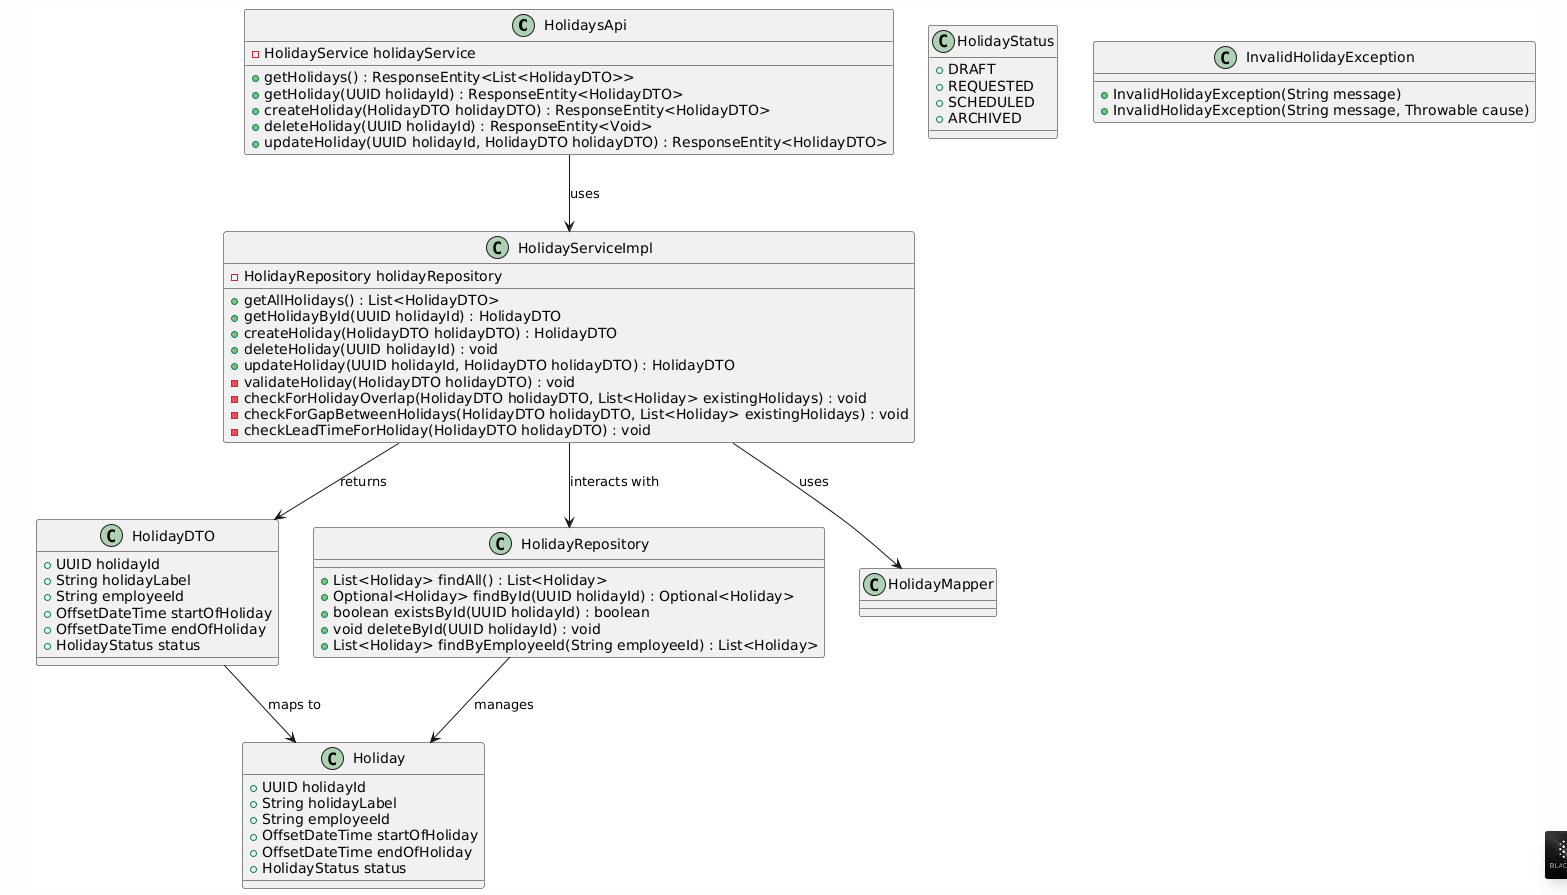 C HolidaysApi
HolidayService holidayService
getHolidays() : ResponseEntity<List<HolidayDTO>>
getHoliday(UUID holidayId) : ResponseEntity<HolidayDTO>
createHoliday(HolidayDTO holidayDTO) : ResponseEntity<HolidayDTO>
deleteHoliday(UUID holidayId) : ResponseEntity<Void>
updateHoliday(UUID holidayId, HolidayDTO holidayDTO) : ResponseEntity<HolidayDTO>
C HolidayStatus
DRAFT
REQUESTED
SCHEDULED
ARCHIVED
C InvalidHolidayException
InvalidHolidayException(String message)
InvalidHolidayException(String message, Throwable cause)
uses
C HolidayServiceImpl
HolidayRepository holidayRepository
getAllHolidays() : List<HolidayDTO>
getHolidayById(UUID holidayId) : HolidayDTO
createHoliday(HolidayDTO holidayDTO) : HolidayDTO
deleteHoliday(UUID holidayId) : void
updateHoliday(UUID holidayId, HolidayDTO holidayDTO) : HolidayDTO
validateHoliday(HolidayDTO holidayDTO) : void
checkForHolidayOverlap(HolidayDTO holidayDTO, List<Holiday> existingHolidays) : void
checkForGapBetweenHolidays(HolidayDTO holidayDTO, List<Holiday> existingHolidays) : void
checkLeadTimeForHoliday(HolidayDTO holidayDTO) : void
returns
interacts with
uses
C HolidayDTO
UUID holidayId
String holidayLabel
String employeeId
OffsetDateTime startOfHoliday
OffsetDateTime endOfHoliday
HolidayStatus status
C HolidayRepository
List<Holiday> findAll() : List<Holiday>
Optional<Holiday> findById(UUID holidayId) : Optional<Holiday>
boolean existsById(UUID holidayId) : boolean
void deleteById(UUID holidayId) : void
List<Holiday> findByEmployeeId(String employeeId) : List<Holiday>
C HolidayMapper
maps to
manages
C Holiday
UUID holidayId
String holidayLabel
String employeeId
OffsetDateTime startOfHoliday
OffsetDateTime endOfHoliday
HolidayStatus status